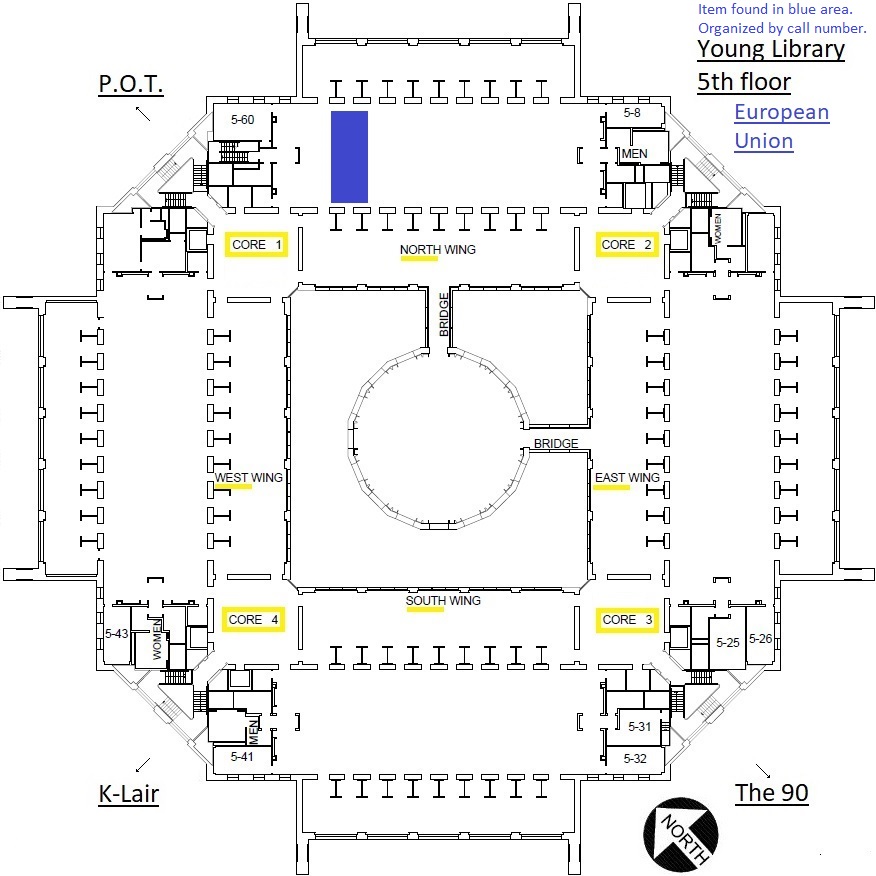 Item found in blue area.
Organized by call number.
Young Library
5th floor
European
Union
P.O.T.
5-60
5-8
MEN
WOMEN
CORE 1
NORTH WING
CORE 2
BRIDGE
BRIDGE
WEST WING
EAST WING
SOUTH WING
CORE 4
CORE 3
5-43
WOMEN
5-25
5-26
MEN
5-41
5-31
5-32
K-Lair
The 90
NORTH